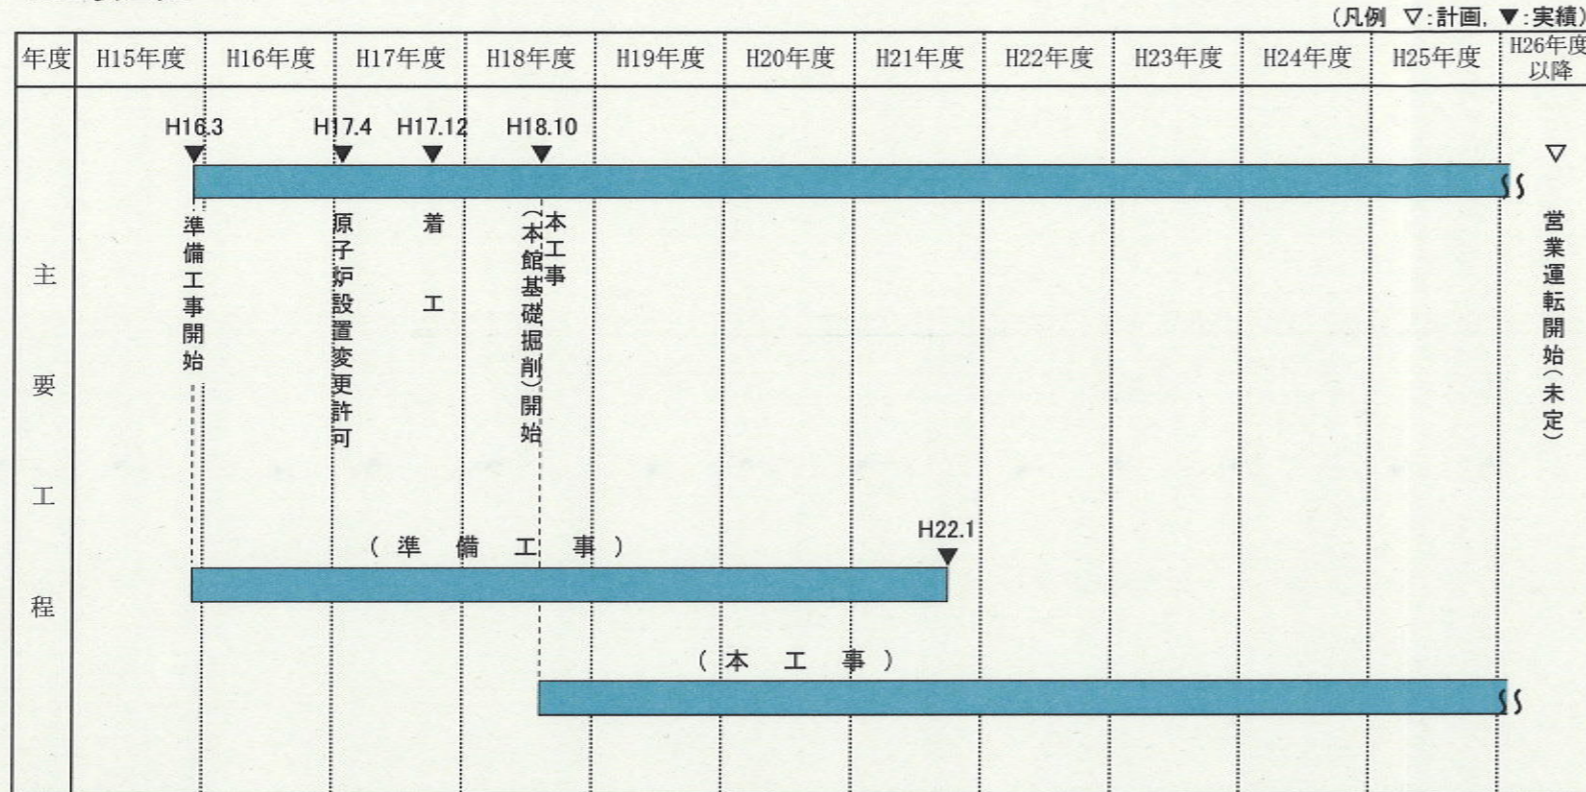 (凡例 ▽:計画, ▼:実績)
年度 H15年度 H16年度 H17年度 H18年度 H19年度 H20年度 H21年度 H22年度 H23年度 H24年度 H25年度 H26年度以降
主要工程
H16.3 H17.4 H17.12 H18.10
▼ ▼ ▼ ▼ ▽
準備工事開始
原子炉設置変更許可
着工
本工事
(本館基礎掘削)開始
営業運転開始(未定)
(準備工事)
H22.1
▼
(本工事)